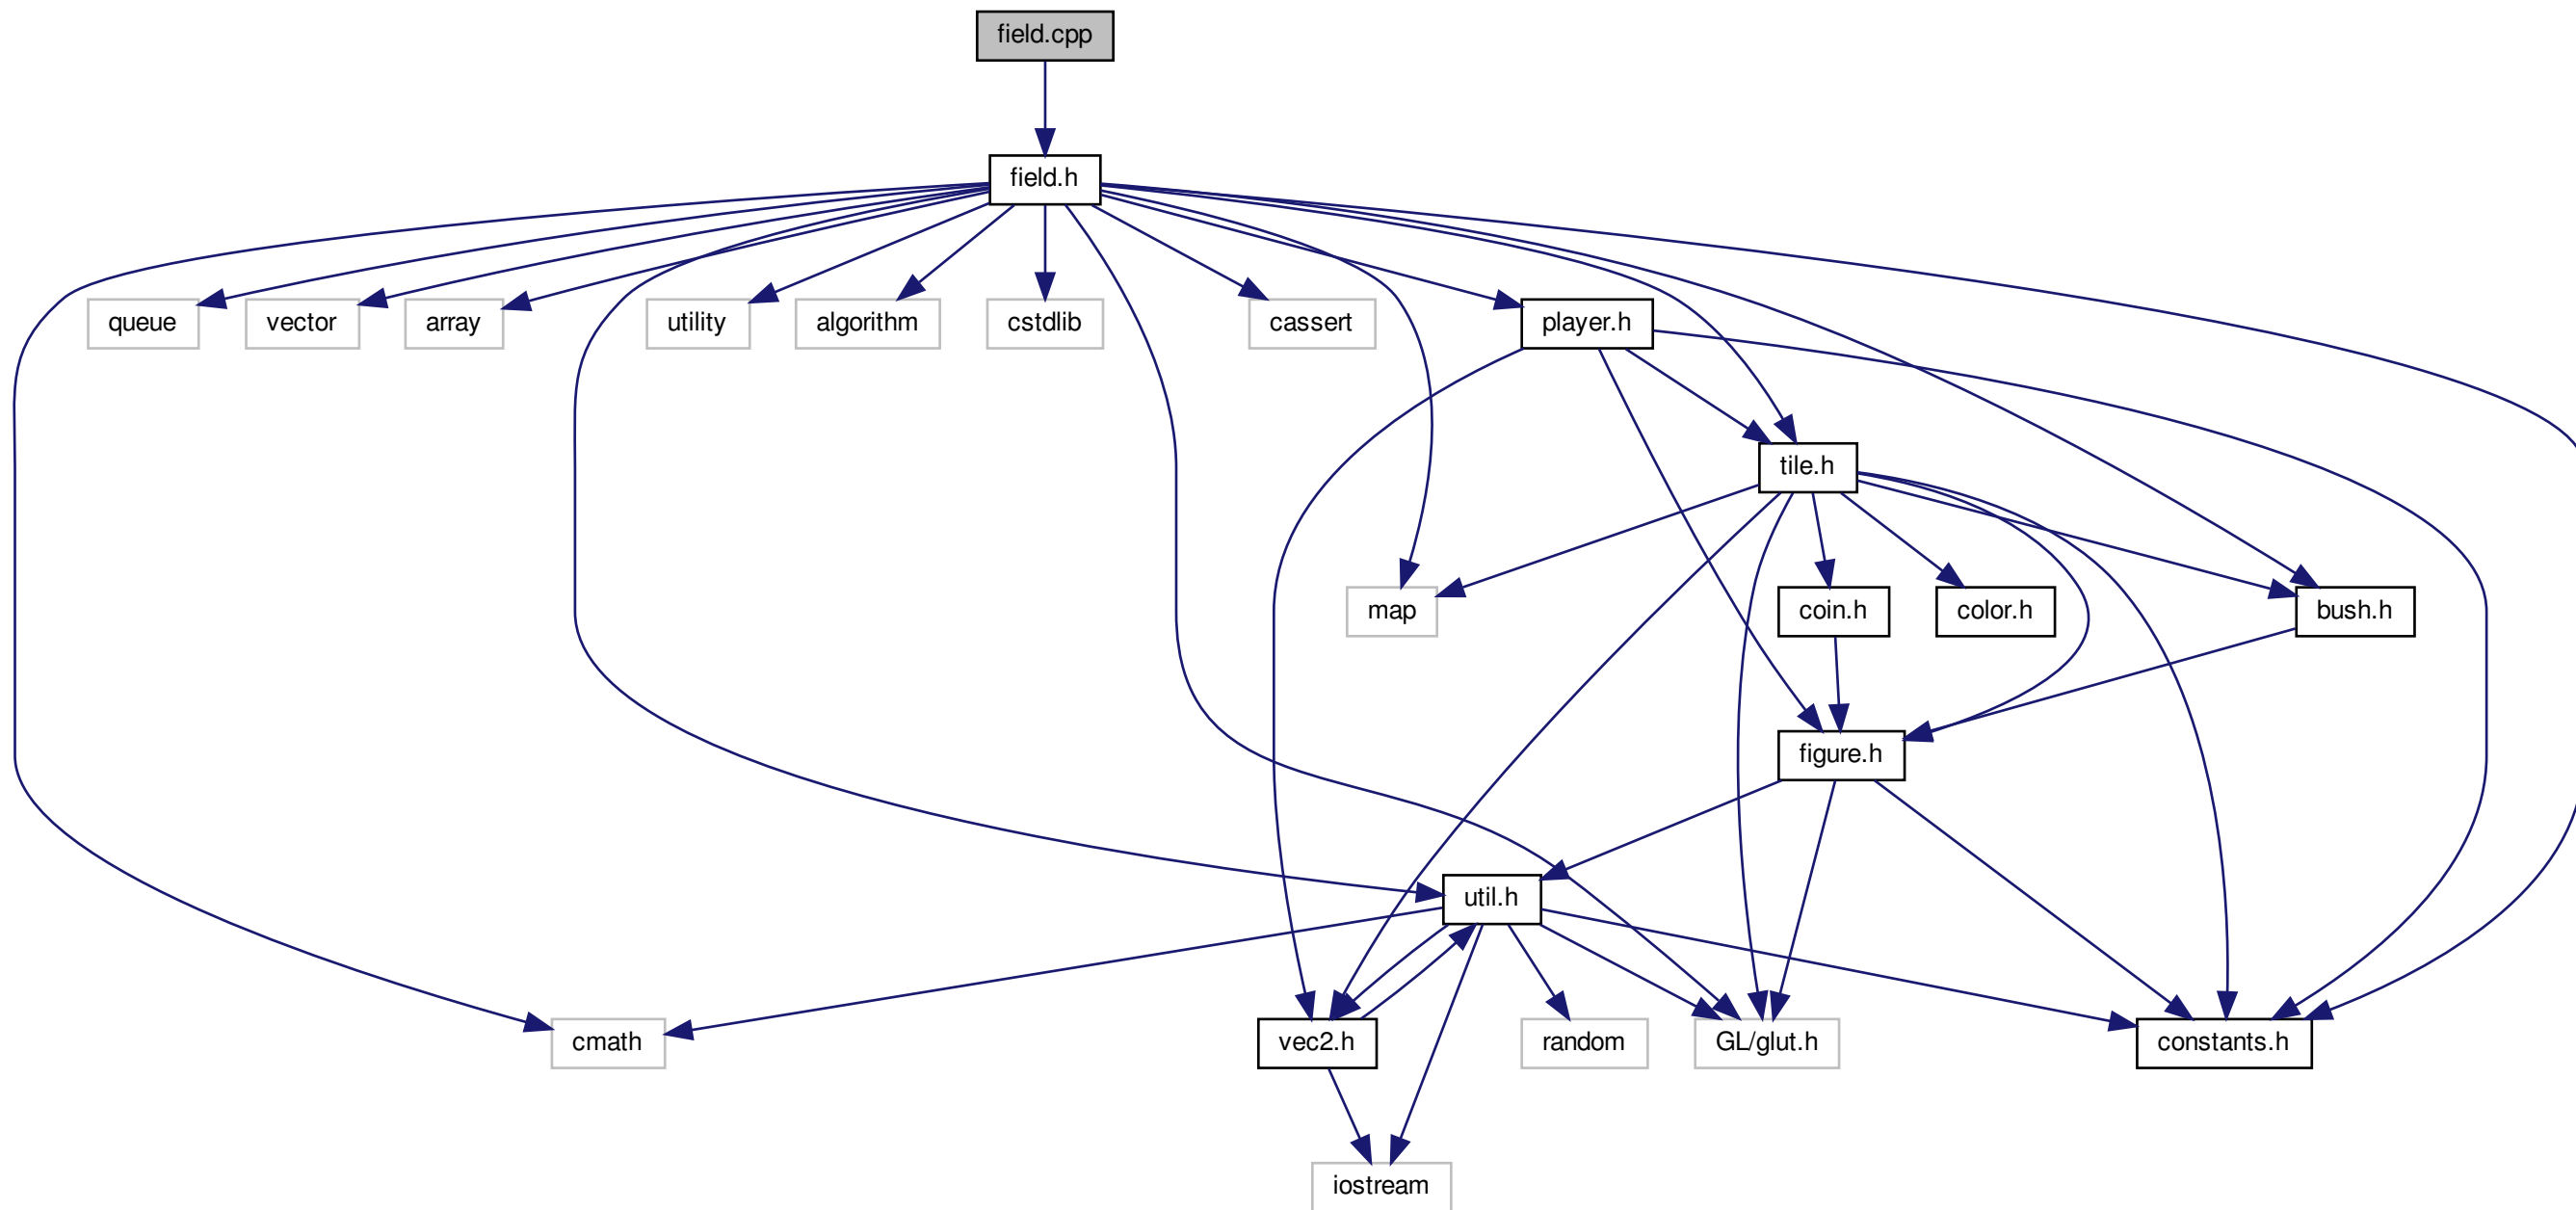 field.cpp
field.h
queue
vector
array
utility
algorithm
cstdlib
cassert
player.h
tile.h
map
coin.h
color.h
bush.h
figure.h
util.h
cmath
vec2.h
random
GL/glut.h
constants.h
iostream